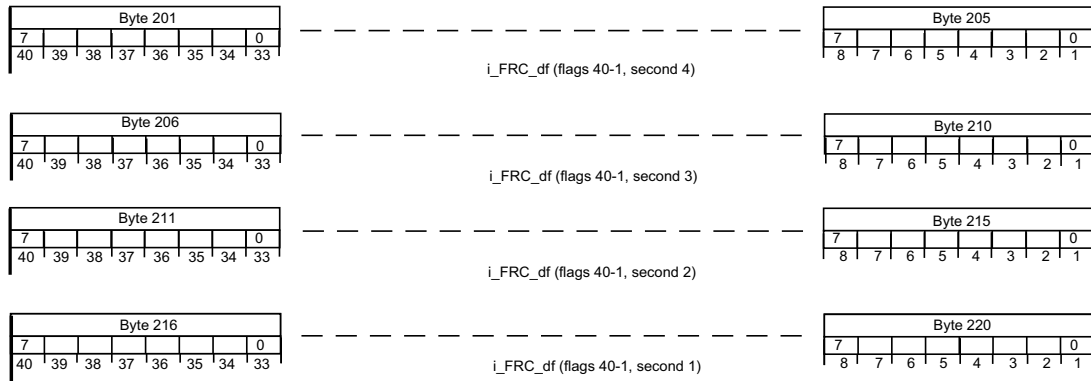 Byte 201 Byte 205
7 0 7 0
40 39 38 37 36 35 34 33 8 7 6 5 4 3 2 1
i_FRC_df (flags 40-1, second 4)
Byte 206 Byte 210
7 0 7 0
40 39 38 37 36 35 34 33 8 7 6 5 4 3 2 1
i_FRC_df (flags 40-1, second 3)
Byte 211 Byte 215
7 0 7 0
40 39 38 37 36 35 34 33 8 7 6 5 4 3 2 1
i_FRC_df (flags 40-1, second 2)
Byte 216 Byte 220
7 0 7 0
40 39 38 37 36 35 34 33 8 7 6 5 4 3 2 1
i_FRC_df (flags 40-1, second 1)